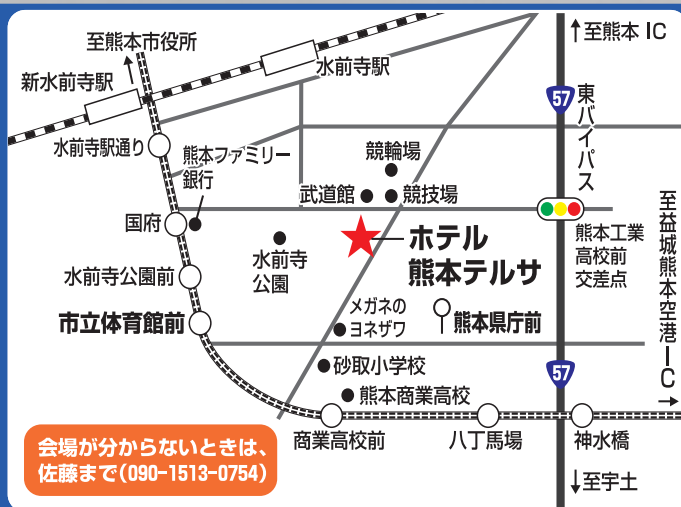 至熊本市役所
至熊本 IC
新水前寺駅
水前寺駅
57
東バイパス
水前寺駅通り
熊本ファミリー
銀行
競輪場
武道館
競技場
国府
水前寺
公園
ホテル
熊本テルサ
熊本工業
高校前
交差点
至益城熊本空港IC
水前寺公園前
メガネの
ヨネザワ
熊本県庁前
市立体育館前
砂取小学校
57
熊本商業高校
商業高校前
八丁馬場
神水橋
会場が分からないときは、
佐藤まで(090-1513-0754)
至宇土